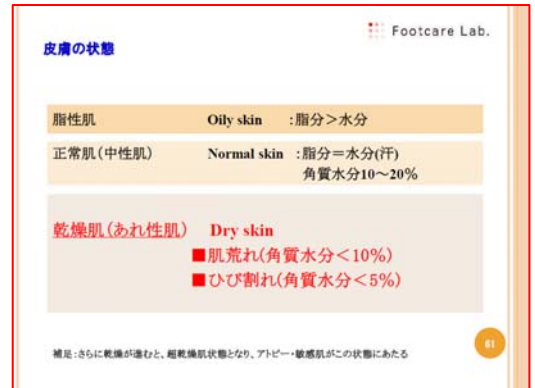 Footcare Lab.
皮膚の状態
脂性肌 Oily skin :脂分＞水分
正常肌(中性肌) Normal skin :脂分＝水分(汗)
角質水分10～20%
乾燥肌(あれ性肌) Dry skin
■肌荒れ(角質水分＜10%)
■ひび割れ(角質水分＜5%)
補足:さらに乾燥が進むと、超乾燥肌状態となり、アトピー・敏感肌がこの状態にあたる
61